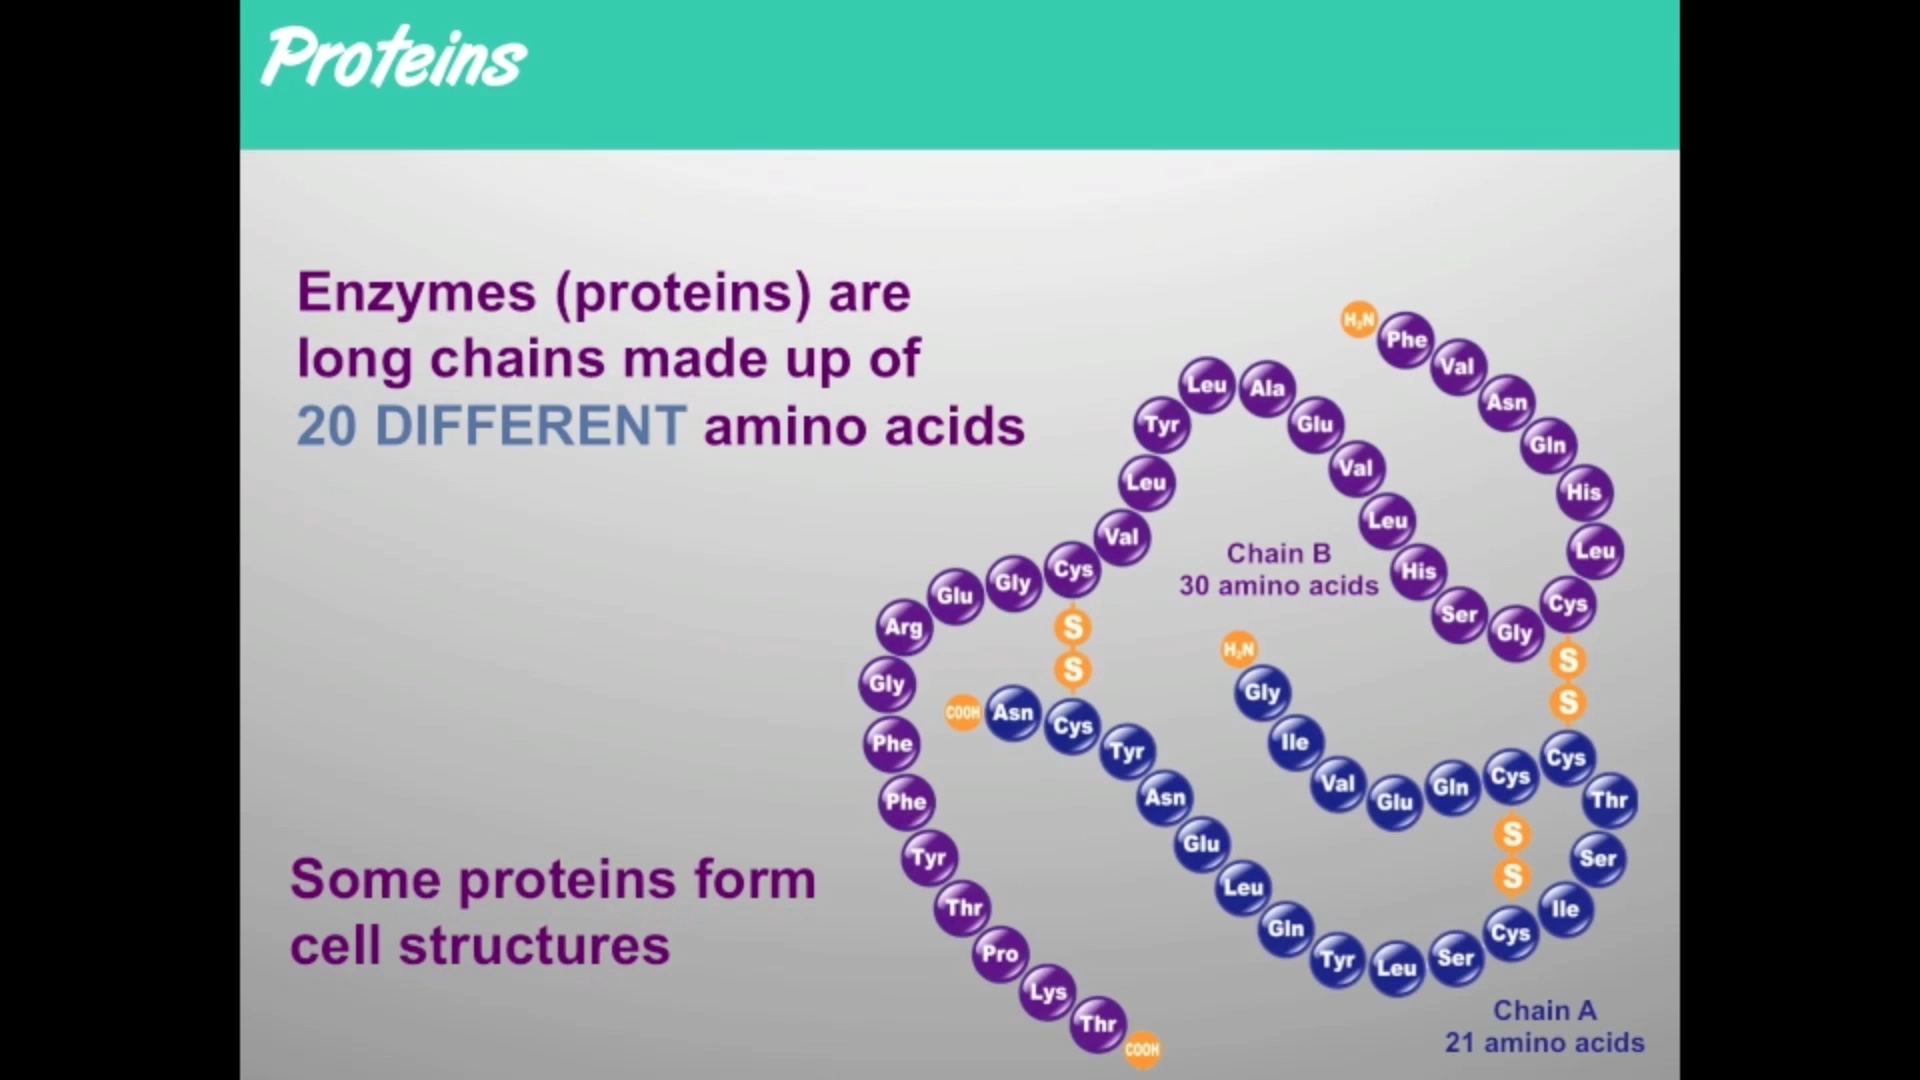 Proteins
Enzymes (proteins) are
long chains made up of
20 DIFFERENT amino acids
Some proteins form
cell structures
H₂N
Phe
Val
Asn
Gln
His
Leu
Cys
Gly
Ser
His
Leu
Val
Glu
Ala
Leu
Tyr
Leu
Val
Cys
Gly
Glu
Arg
Gly
Phe
Phe
Tyr
Thr
Pro
Lys
Thr
COOH
Chain B
30 amino acids
S
S
S
S
H₂N
Gly
Ile
Val
Glu
Gln
Cys
Cys
Thr
Ser
Ile
Cys
Ser
Leu
Tyr
Gln
Leu
Glu
Asn
Tyr
Cys
Asn
COOH
S
S
Chain A
21 amino acids